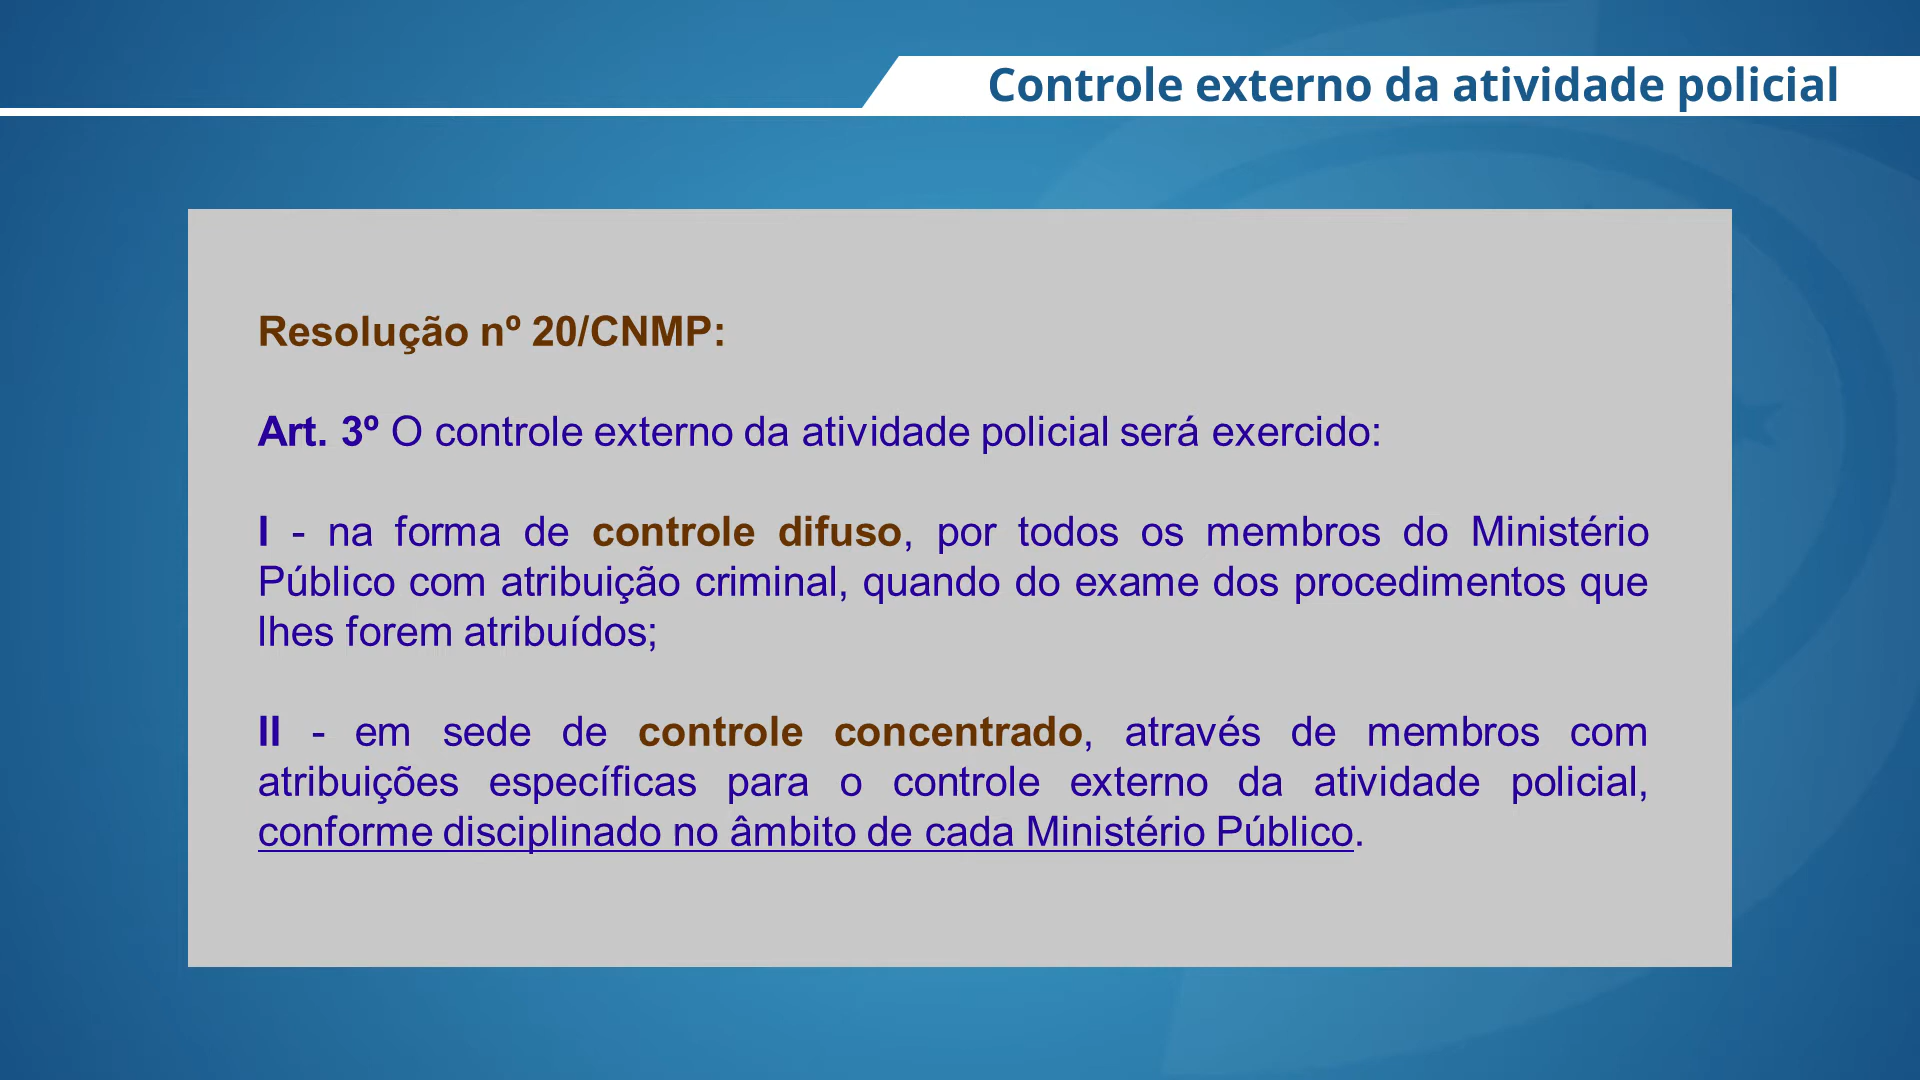 Controle externo da atividade policial
Resolução nº 20/CNMP:
Art. 3º O controle externo da atividade policial será exercido:
I - na forma de controle difuso, por todos os membros do Ministério
Público com atribuição criminal, quando do exame dos procedimentos que
lhes forem atribuídos;
II - em sede de controle concentrado, através de membros com
atribuições específicas para o controle externo da atividade policial,
conforme disciplinado no âmbito de cada Ministério Público.